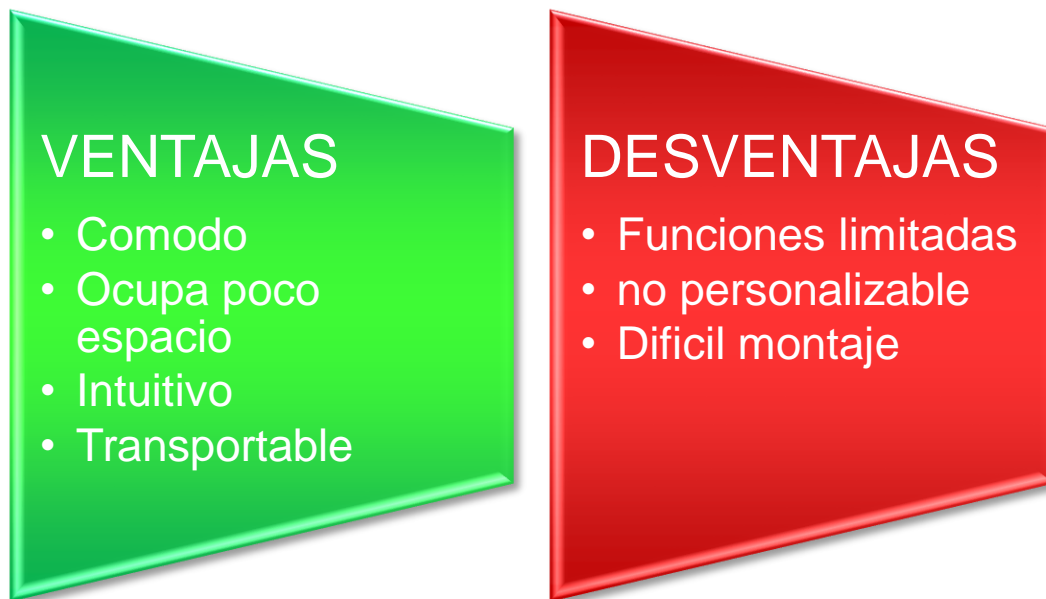 VENTAJAS
• Comodo
• Ocupa poco
espacio
• Intuitivo
• Transportable
DESVENTAJAS
• Funciones limitadas
• no personalizable
• Dificil montaje